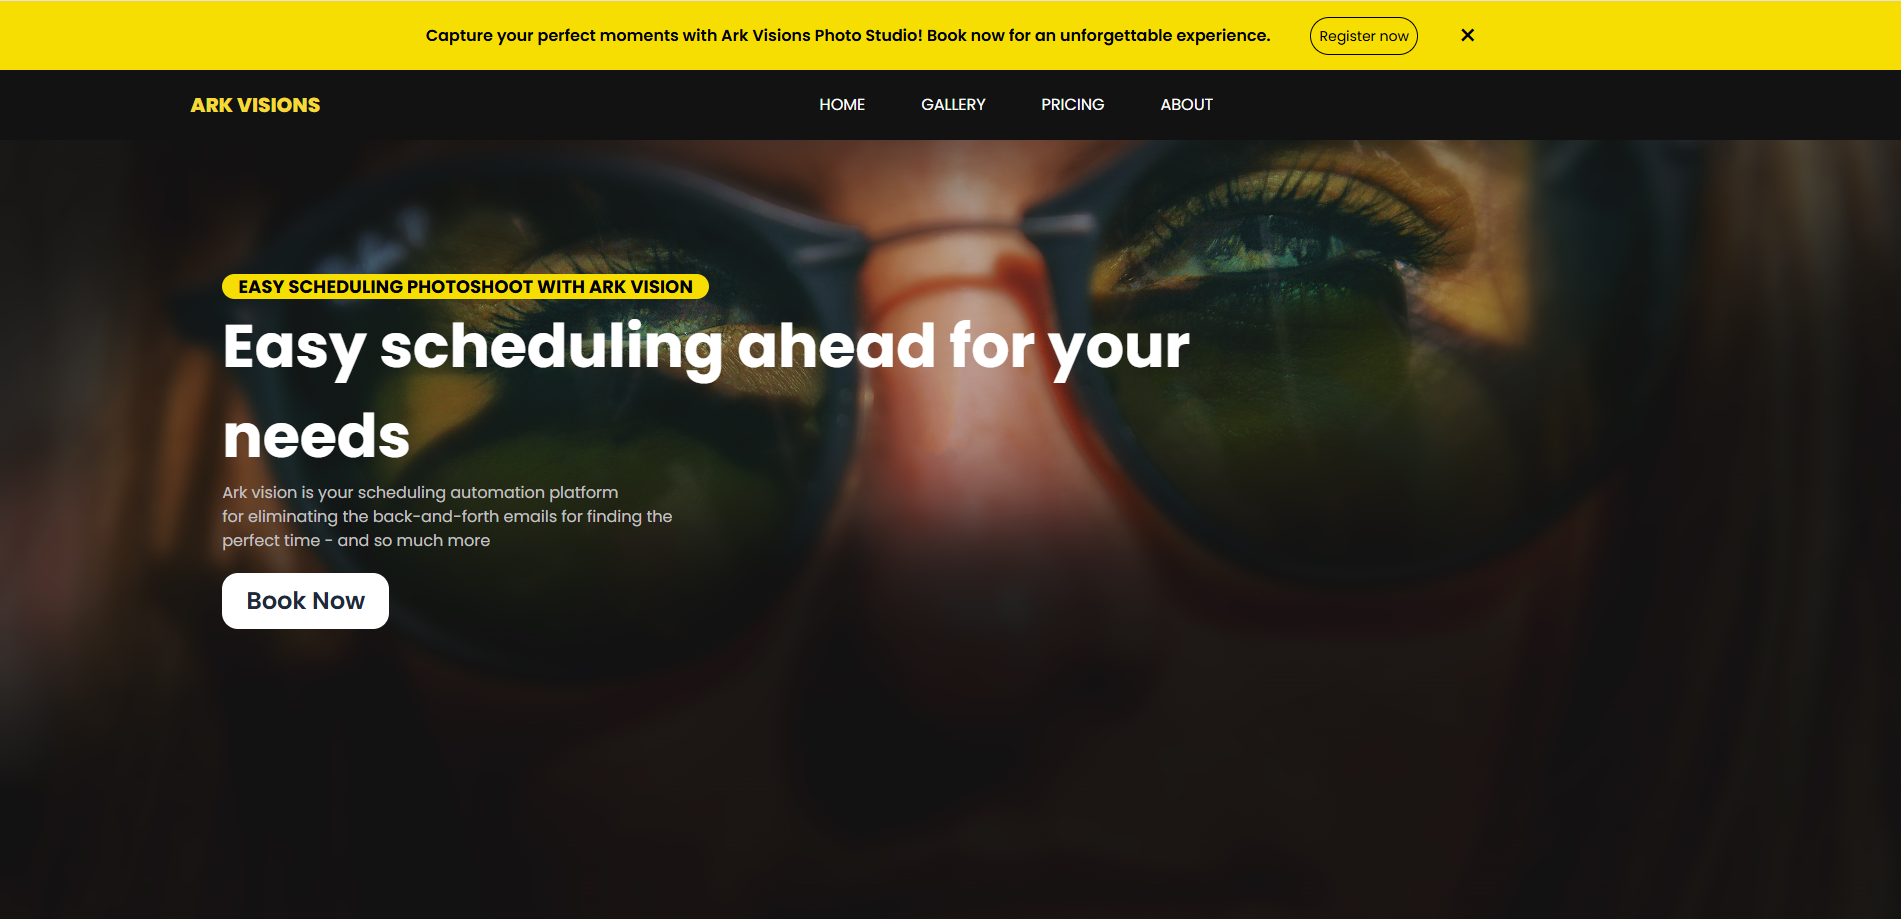 Capture your perfect moments with Ark Visions Photo Studio! Book now for an unforgettable experience.
Register now
×
ARK VISIONS
HOME
GALLERY
PRICING
ABOUT
EASY SCHEDULING PHOTOSHOOT WITH ARK VISION
Easy scheduling ahead for your
needs
Ark vision is your scheduling automation platform
for eliminating the back-and-forth emails for finding the
perfect time - and so much more
Book Now